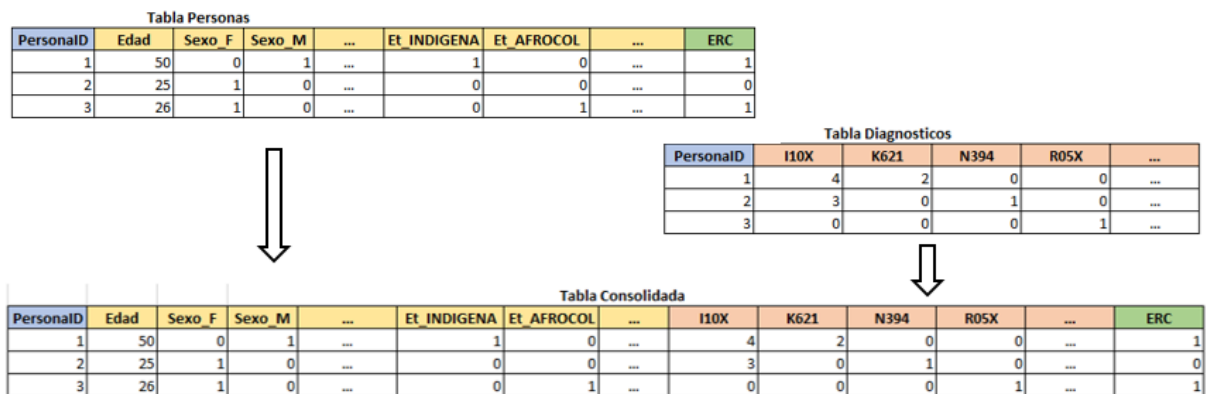 Tabla Personas
PersonaID Edad Sexo_F Sexo_M ... Et_INDIGENA Et_AFROCOL ... ERC
1 50 0 1 ... 1 0 ... 1
2 25 1 0 ... 0 0 ... 0
3 26 1 0 ... 0 1 ... 1
Tabla Diagnosticos
PersonaID I10X K621 N394 R05X ...
1 4 2 0 0 ...
2 3 0 1 0 ...
3 0 0 0 1 ...
Tabla Consolidada
PersonaID Edad Sexo_F Sexo_M ... Et_INDIGENA Et_AFROCOL ... I10X K621 N394 R05X ... ERC
1 50 0 1 ... 1 0 ... 4 2 0 0 ... 1
2 25 1 0 ... 0 0 ... 3 0 1 0 ... 0
3 26 1 0 ... 0 1 ... 0 0 0 1 ... 1